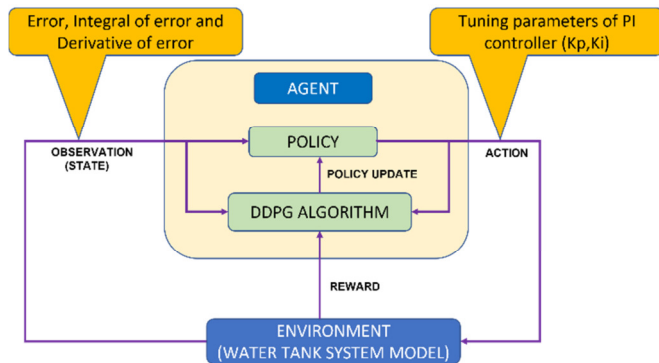 Error, Integral of error and
Derivative of error
Tuning parameters of PI
controller (Kp,Ki)
AGENT
POLICY
OBSERVATION
(STATE)
ACTION
POLICY UPDATE
DDPG ALGORITHM
REWARD
ENVIRONMENT
(WATER TANK SYSTEM MODEL)